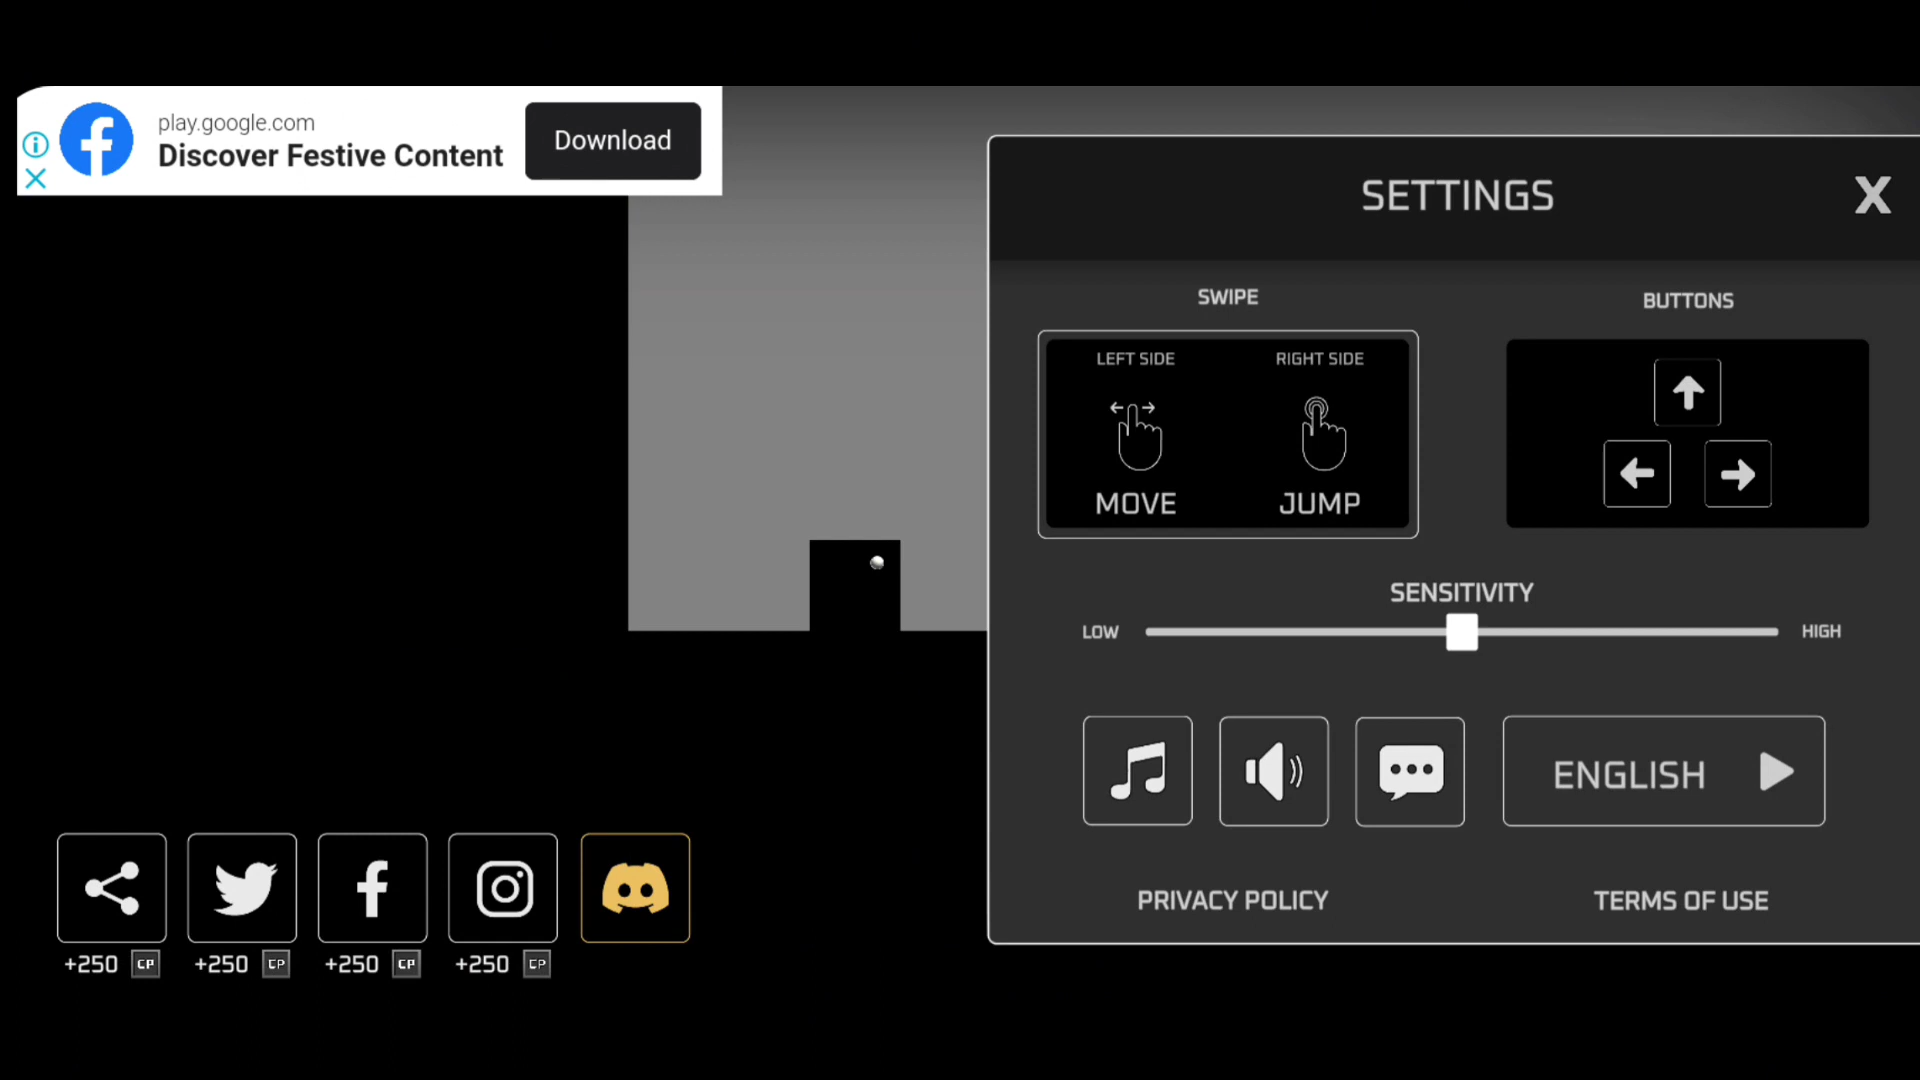 play.google.com
Discover Festive Content
Download
SETTINGS
X
SWIPE
BUTTONS
LEFT SIDE
RIGHT SIDE
MOVE
JUMP
SENSITIVITY
LOW
HIGH
ENGLISH
PRIVACY POLICY
TERMS OF USE
+250 CP
+250 CP
+250 CP
+250 CP